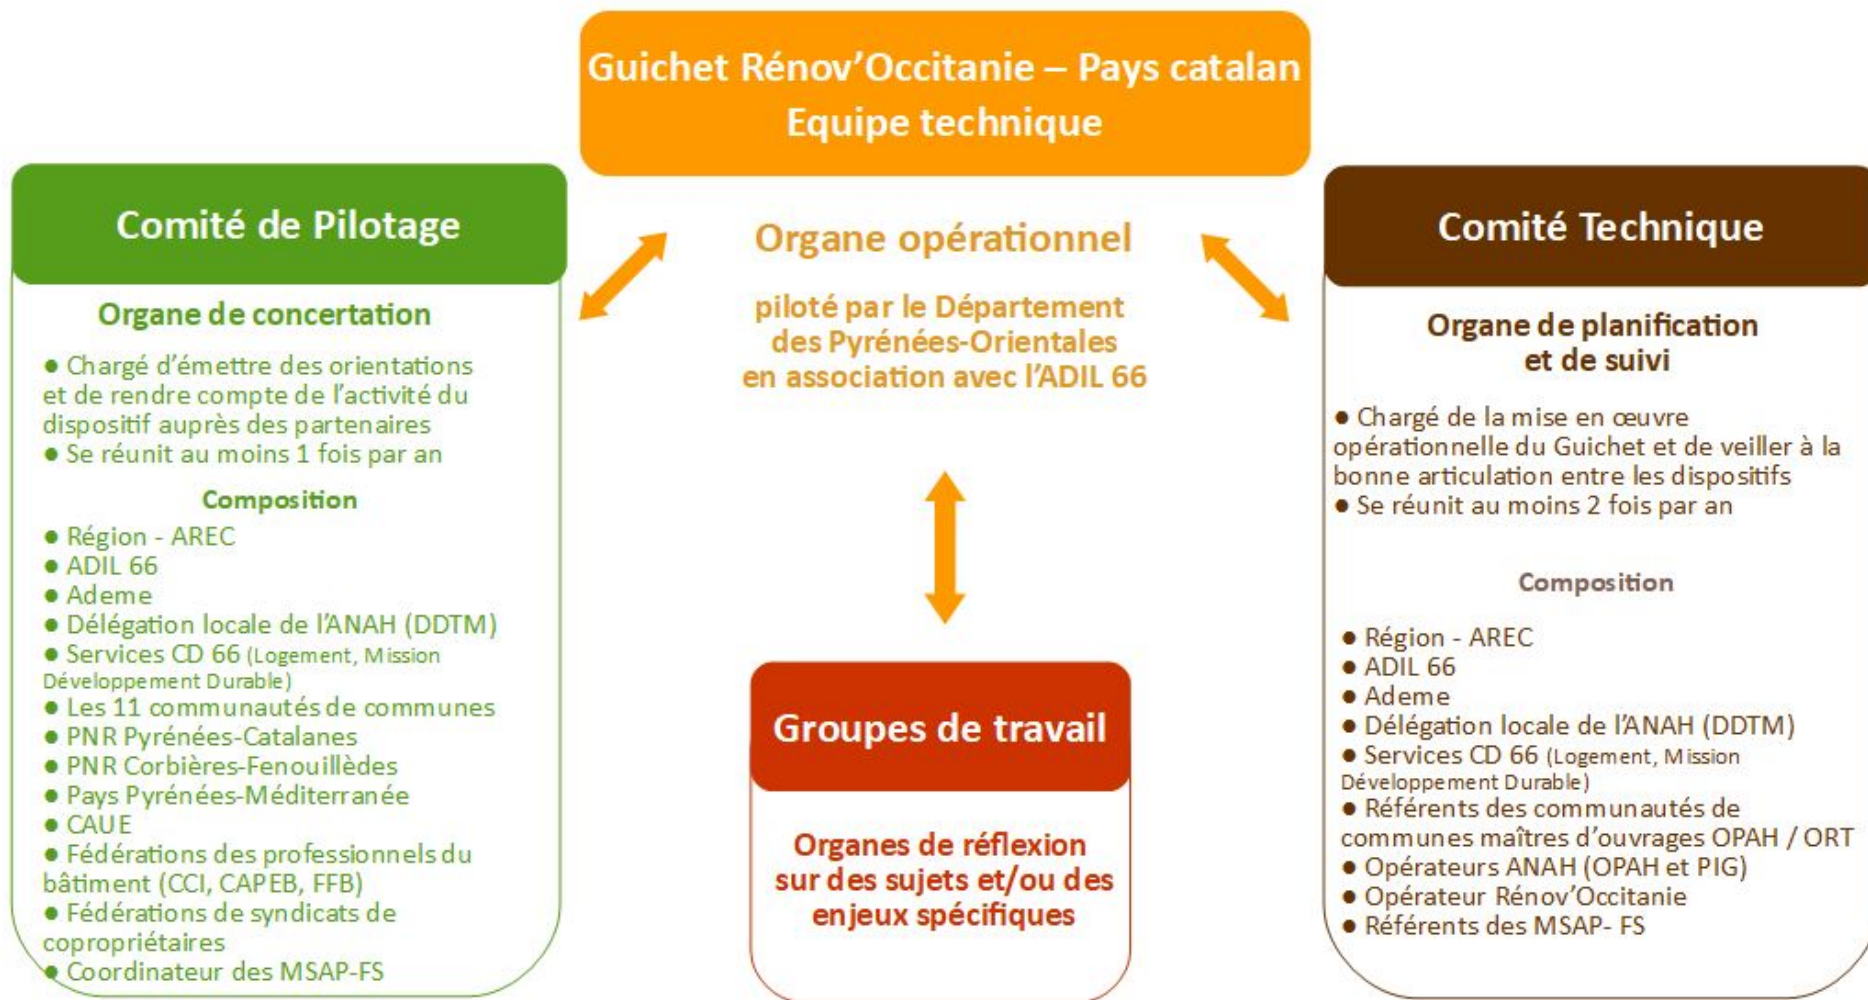 Guichet Rénov'Occitanie – Pays catalan
Equipe technique
Organe opérationnel
piloté par le Département
des Pyrénées-Orientales
en association avec l'ADIL 66
Comité de Pilotage
Organe de concertation
● Chargé d'émettre des orientations
et de rendre compte de l'activité du
dispositif auprès des partenaires
● Se réunit au moins 1 fois par an
Composition
● Région - AREC
● ADIL 66
● Ademe
● Délégation locale de l'ANAH (DDTM)
● Services CD 66 (Logement, Mission
Développement Durable)
● Les 11 communautés de communes
● PNR Pyrénées-Catalanes
● PNR Corbières-Fenouillèdes
● Pays Pyrénées-Méditerranée
● CAUE
● Fédérations des professionnels du
bâtiment (CCI, CAPEB, FFB)
● Fédérations de syndicats de
copropriétaires
● Coordinateur des MSAP-FS
Groupes de travail
Organes de réflexion
sur des sujets et/ou des
enjeux spécifiques
Comité Technique
Organe de planification
et de suivi
● Chargé de la mise en œuvre
opérationnelle du Guichet et de veiller à la
bonne articulation entre les dispositifs
● Se réunit au moins 2 fois par an
Composition
● Région - AREC
● ADIL 66
● Ademe
● Délégation locale de l'ANAH (DDTM)
● Services CD 66 (Logement, Mission
Développement Durable)
● Référents des communautés de
communes maîtres d'ouvrages OPAH / ORT
● Opérateurs ANAH (OPAH et PIG)
● Opérateur Rénov'Occitanie
● Référents des MSAP- FS